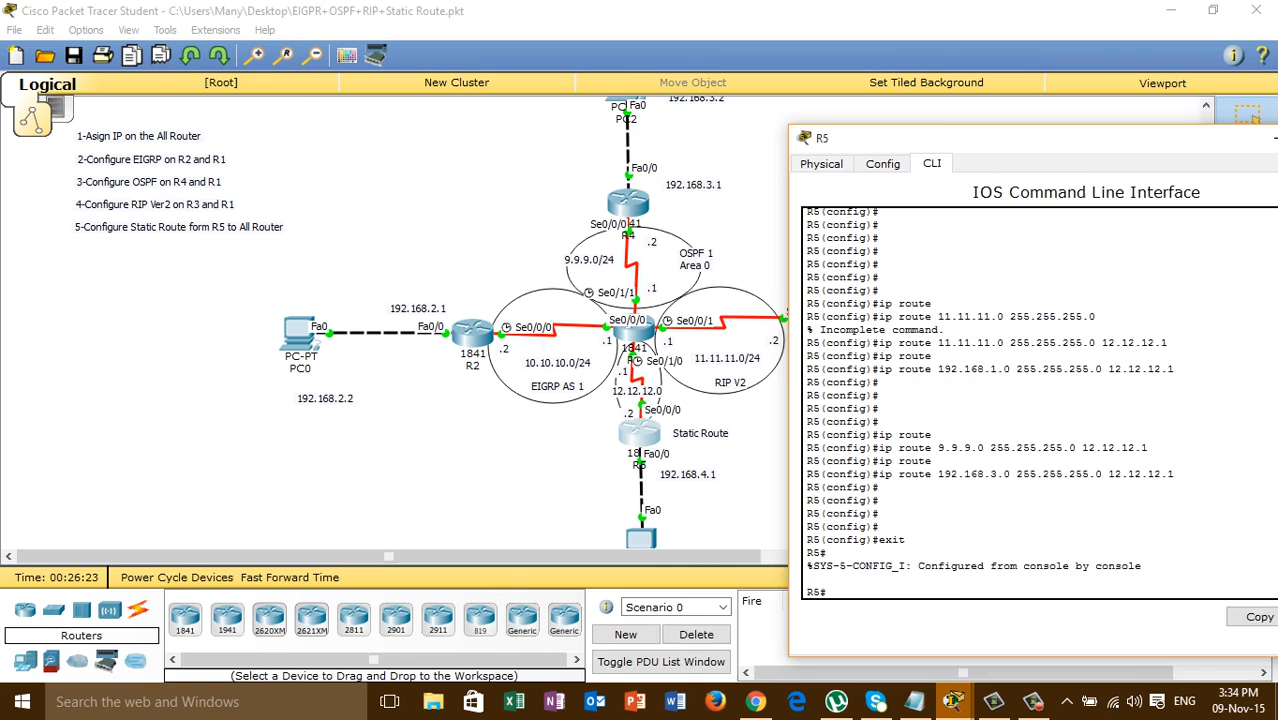 Cisco Packet Tracer Student - C:\Users\Many\Desktop\EIGPR+OSPF+RIP+Static Route.pkt
File Edit Options View Tools Extensions Help
Logical [Root] New Cluster Move Object Set Tiled Background Viewport
1-Asign IP on the All Router
2-Configure EIGRP on R2 and R1
3-Configure OSPF on R4 and R1
4-Configure RIP Ver2 on R3 and R1
5-Configure Static Route form R5 to All Router
192.168.3.2
Fa0
PC2
Fa0/0
192.168.3.1
Se0/0/0
R4
.2
9.9.9.0/24
OSPF 1
Area 0
Se0/1/1
.1
192.168.2.1
Fa0
Fa0/0
Se0/0/0
Se0/0/0
Se0/0/1
PC-PT
PC0
1841
R2
.2
.1
1841
.1
.2
10.10.10.0/24
Se0/1/0
11.11.11.0/24
EIGRP AS 1
.1
RIP V2
192.168.2.2
12.12.12.0
.2
Se0/0/0
Static Route
Fa0/0
192.168.4.1
Fa0
R5
Physical Config CLI
IOS Command Line Interface
R5(config)#
R5(config)#
R5(config)#
R5(config)#
R5(config)#
R5(config)#
R5(config)#
R5(config)#ip route
R5(config)#ip route 11.11.11.0 255.255.255.0
% Incomplete command.
R5(config)#ip route 11.11.11.0 255.255.255.0 12.12.12.1
R5(config)#ip route
R5(config)#ip route 192.168.1.0 255.255.255.0 12.12.12.1
R5(config)#
R5(config)#
R5(config)#
R5(config)#
R5(config)#ip route
R5(config)#ip route 9.9.9.0 255.255.255.0 12.12.12.1
R5(config)#ip route
R5(config)#ip route 192.168.3.0 255.255.255.0 12.12.12.1
R5(config)#
R5(config)#
R5(config)#
R5(config)#
R5(config)#exit
R5#
%SYS-5-CONFIG_I: Configured from console by console
R5#
Copy
Time: 00:26:23 Power Cycle Devices Fast Forward Time
Routers
1841 1941 2620XM 2621XM 2811 2901 2911 819 Generic Generic
(Select a Device to Drag and Drop to the Workspace)
Scenario 0
New Delete
Toggle PDU List Window
Fire
Search the web and Windows
ENG
3:34 PM
09-Nov-15